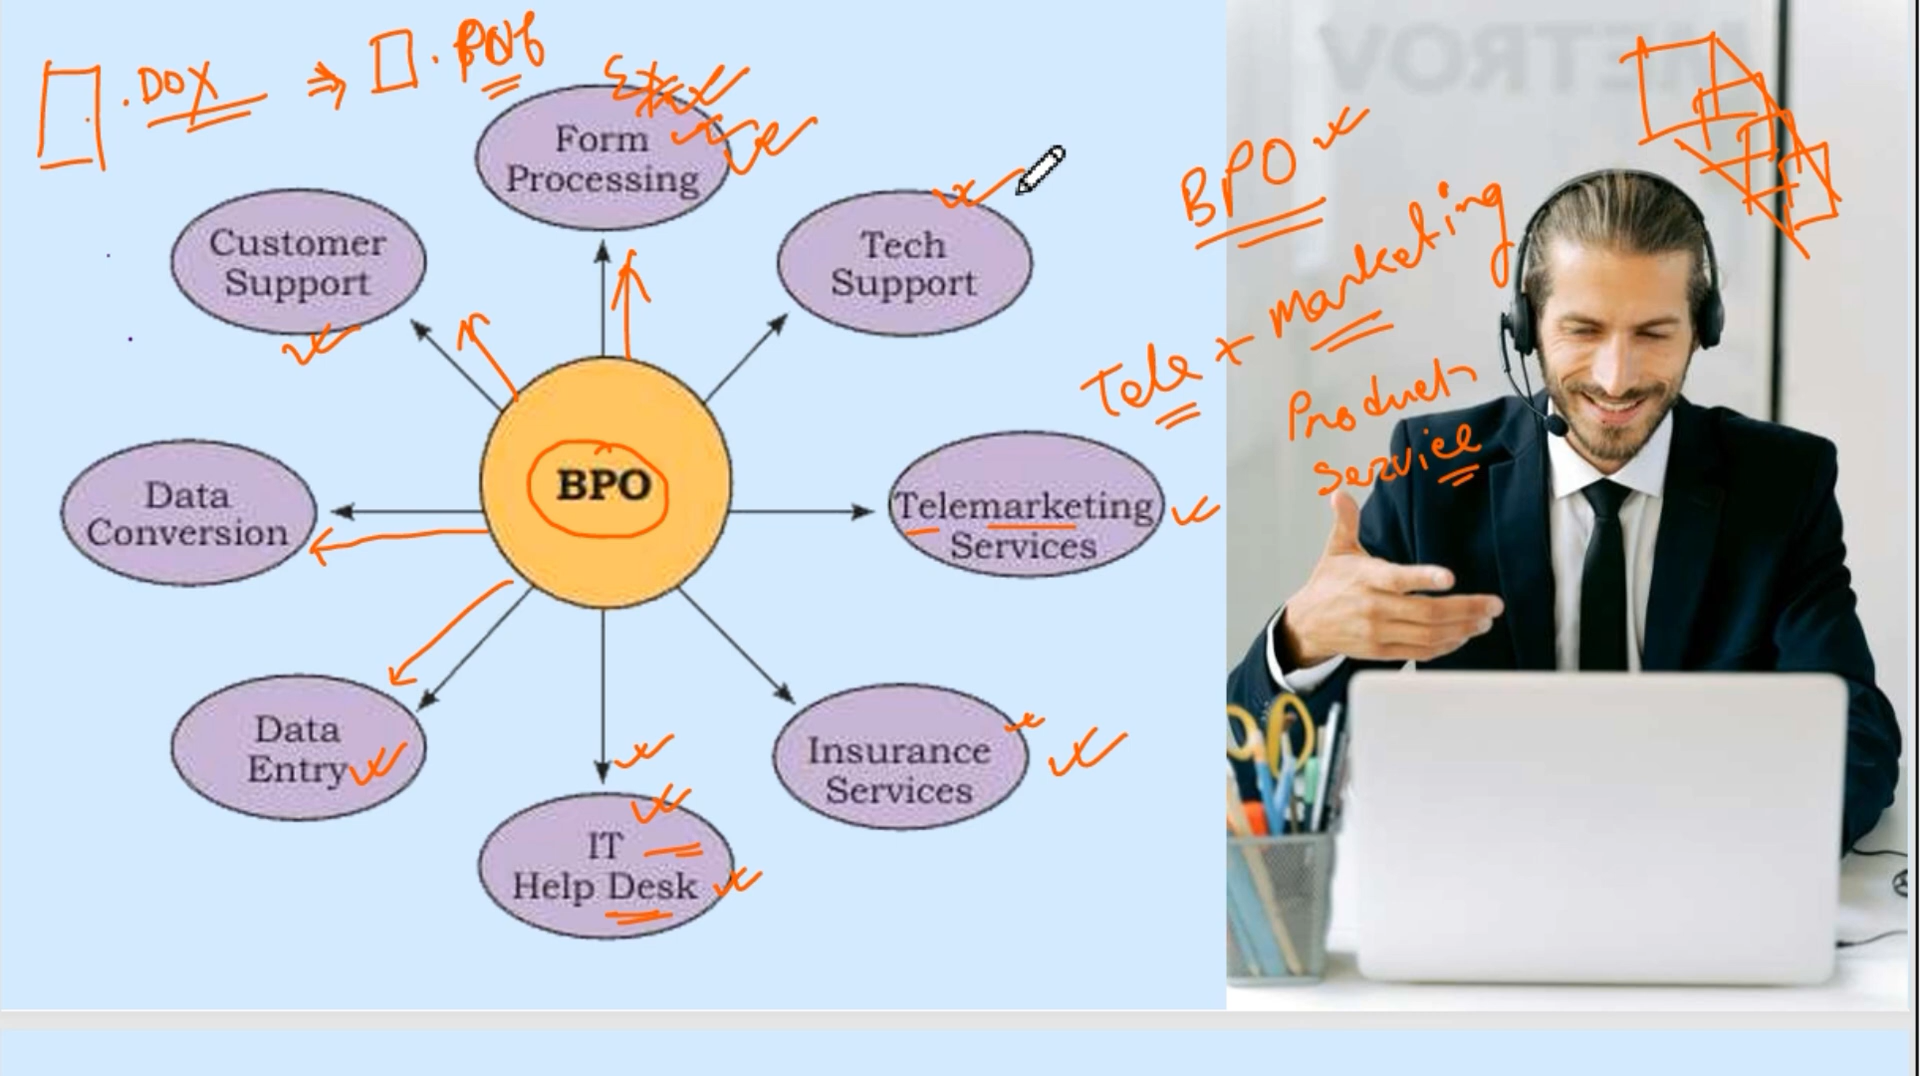 .DOX ⇒ .PDF
Form
Processing
Customer
Support
Tech
Support
BPO
Tele + marketing
Product
Service
Data
Conversion
BPO
Telemarketing
Services
Data
Entry
Insurance
Services
IT
Help Desk